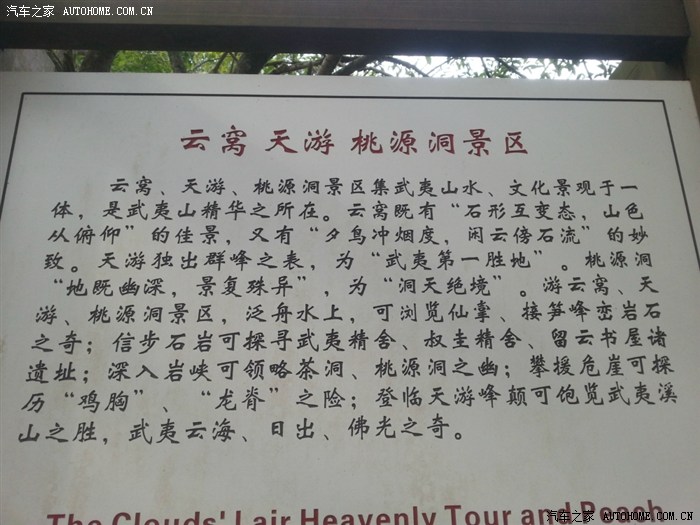 汽车之家 AUTOHOME.COM.CN
云窝 天游 桃源洞景区
云窝、天游、桃源洞景区集武夷山水、文化景观于一
体，是武夷山精华之所在。云窝既有“石形互变态，山色
从俯仰”的佳景，又有“夕鸟冲烟度，闲云傍石流”的妙
致。天游独出群峰之表，为“武夷第一胜地”。桃源洞
“地既幽深，景复殊异”，为“洞天绝境”。游云窝、天
游、桃源洞景区，泛舟水上，可浏览仙掌、接笋峰峦岩石
之奇；信步石岩可探寻武夷精舍、叔圭精舍、留云书屋诸
遗址；深入岩峡可领略茶洞、桃源洞之幽；攀援危崖可探
历“鸡胸”、“龙脊”之险；登临天游峰巅可饱览武夷溪
山之胜，武夷云海、日出、佛光之奇。
The Clouds' Lair Heavenly Tour and Peach
汽车之家 AUTOHOME.COM.CN